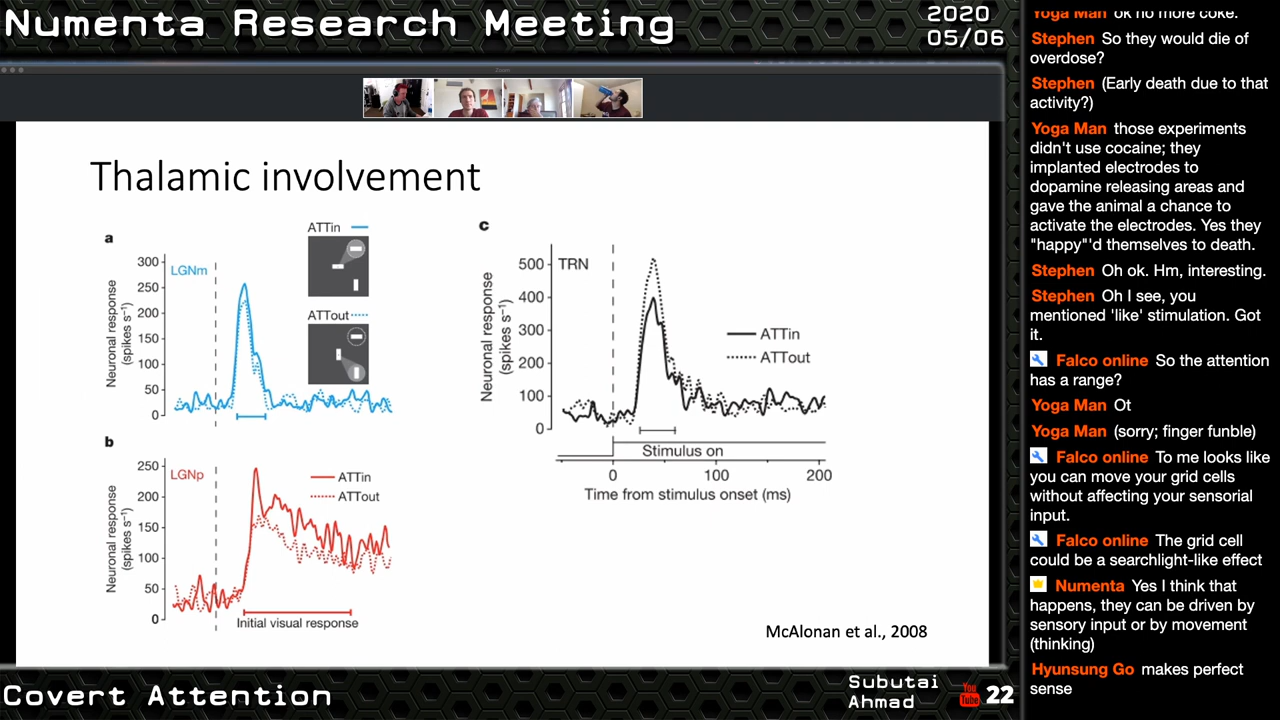 Numenta Research Meeting
2020
05/06
Zoom
Thalamic involvement
a
LGNm
Neuronal response
(spikes s⁻¹)
300
250
200
150
100
50
0
ATTin
ATTout
b
LGNp
Neuronal response
(spikes s⁻¹)
250
200
150
100
50
0
ATTin
ATTout
Initial visual response
c
TRN
Neuronal response
(spikes s⁻¹)
500
400
300
200
100
0
ATTin
ATTout
Stimulus on
0 100 200
Time from stimulus onset (ms)
McAlonan et al., 2008
Covert Attention
Subutai
Ahmad
You
Tube
22
Yoga Man ok no more coke.
Stephen So they would die of
overdose?
Stephen (Early death due to that
activity?)
Yoga Man those experiments
didn't use cocaine; they
implanted electrodes to
dopamine releasing areas and
gave the animal a chance to
activate the electrodes. Yes they
"happy"'d themselves to death.
Stephen Oh ok. Hm, interesting.
Stephen Oh I see, you
mentioned 'like' stimulation. Got
it.
Falco online So the attention
has a range?
Yoga Man Ot
Yoga Man (sorry; finger funble)
Falco online To me looks like
you can move your grid cells
without affecting your sensorial
input.
Falco online The grid cell
could be a searchlight-like effect
Numenta Yes I think that
happens, they can be driven by
sensory input or by movement
(thinking)
Hyunsung Go makes perfect
sense